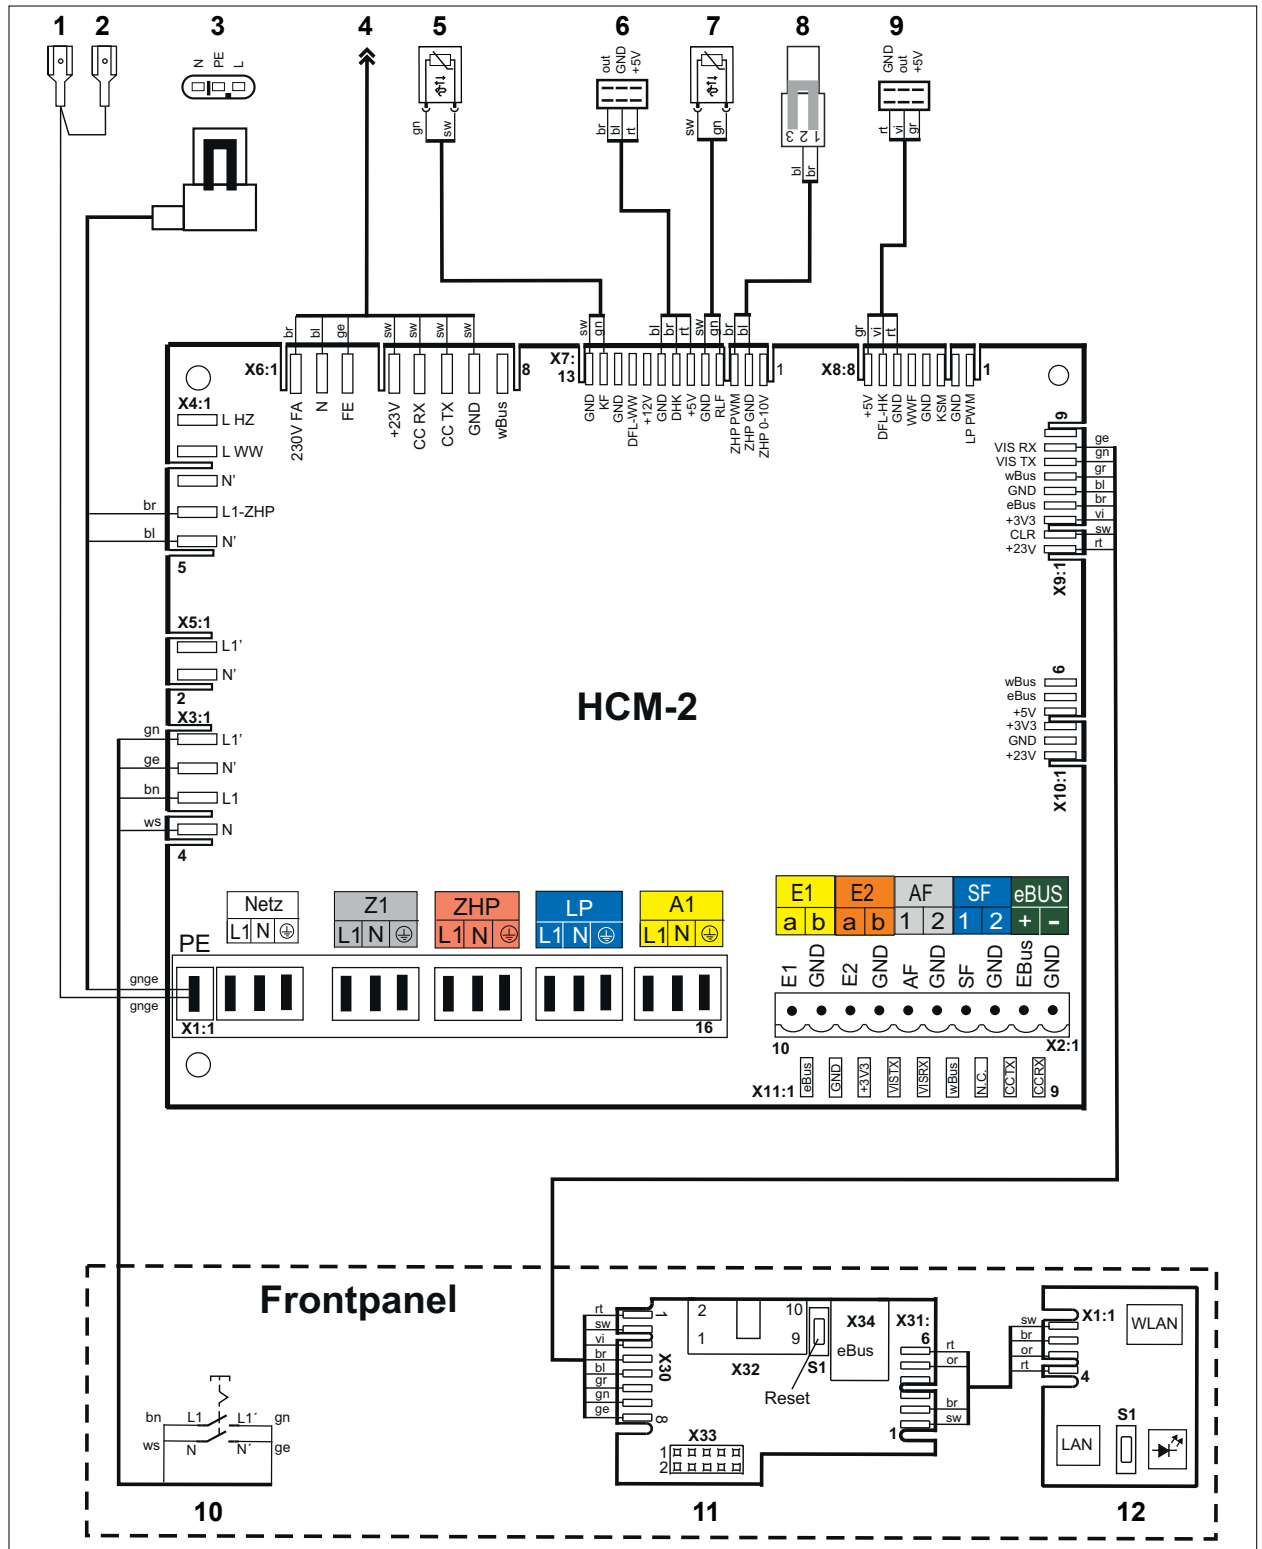 1 2 3 4 5 6 7 8 9
N PE L
out GND +5V
GND out +5V
3 2 1
gn sw
br bl rt
sw gn
bl br
rt vi gr
br bl ge sw sw sw sw
sw gn bl br rt sw gn br bl
gr vi rt
X6:1 8
X7: 13 1
X8:8 1
230V FA N FE +23V CC RX CC TX GND wBus
GND KF GND DFL-WW +12V GND DHK +5V GND RLF ZHP PWM ZHP GND ZHP 0-10V
+5V DFL-HK GND WWF GND KSM GND LP PWM
X4:1
L HZ
L WW
N'
br L1-ZHP
bl N'
5
9
VIS RX ge
VIS TX gn
wBus gr
GND bl
eBus br
+3V3 vi
CLR sw
+23V rt
X9:1
X5:1
L1'
N'
2
X3:1
gn L1'
ge N'
bn L1
ws N
4
HCM-2
6
wBus
eBus
+5V
+3V3
GND
+23V
X10:1
PE
Netz
L1 N
Z1
L1 N
ZHP
L1 N
LP
L1 N
A1
L1 N
gnge
gnge
X1:1 16
E1 E2 AF SF eBUS
a b a b 1 2 1 2 + -
E1 GND E2 GND AF GND SF GND EBus GND
10 X2:1
X11:1 eBus GND +3V3 VISTX VISRX wBus N.C. CCTX CCRX 9
Frontpanel
bn L1 L1´ gn
ws N N´ ge
10
rt
sw
vi
br
bl
gr
gn
ge
1
X30
8
2 10
1 9
X32
S1
Reset
X34
eBus
X31:
6
rt
or
br
sw
1
X33
1
2
11
sw
br
or
rt
X1:1
4
WLAN
LAN
S1
12